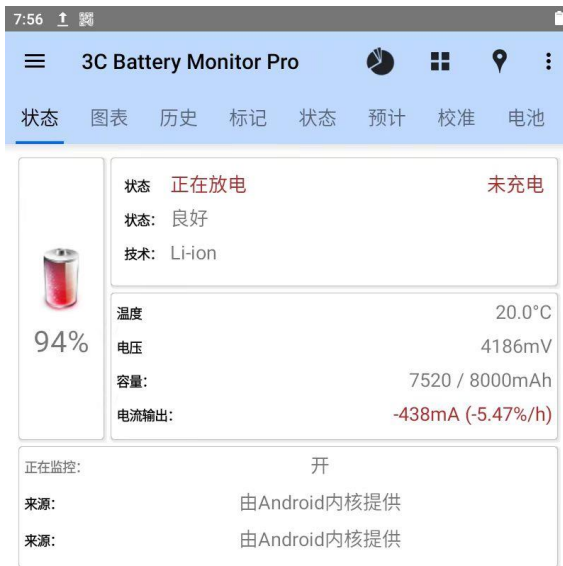 7:56
3C Battery Monitor Pro
状态 图表 历史 标记 状态 预计 校准 电池
状态 正在放电 未充电
状态: 良好
技术: Li-ion
94%
温度 20.0°C
电压 4186mV
容量: 7520 / 8000mAh
电流输出: -438mA (-5.47%/h)
正在监控: 开
来源: 由Android内核提供
来源: 由Android内核提供